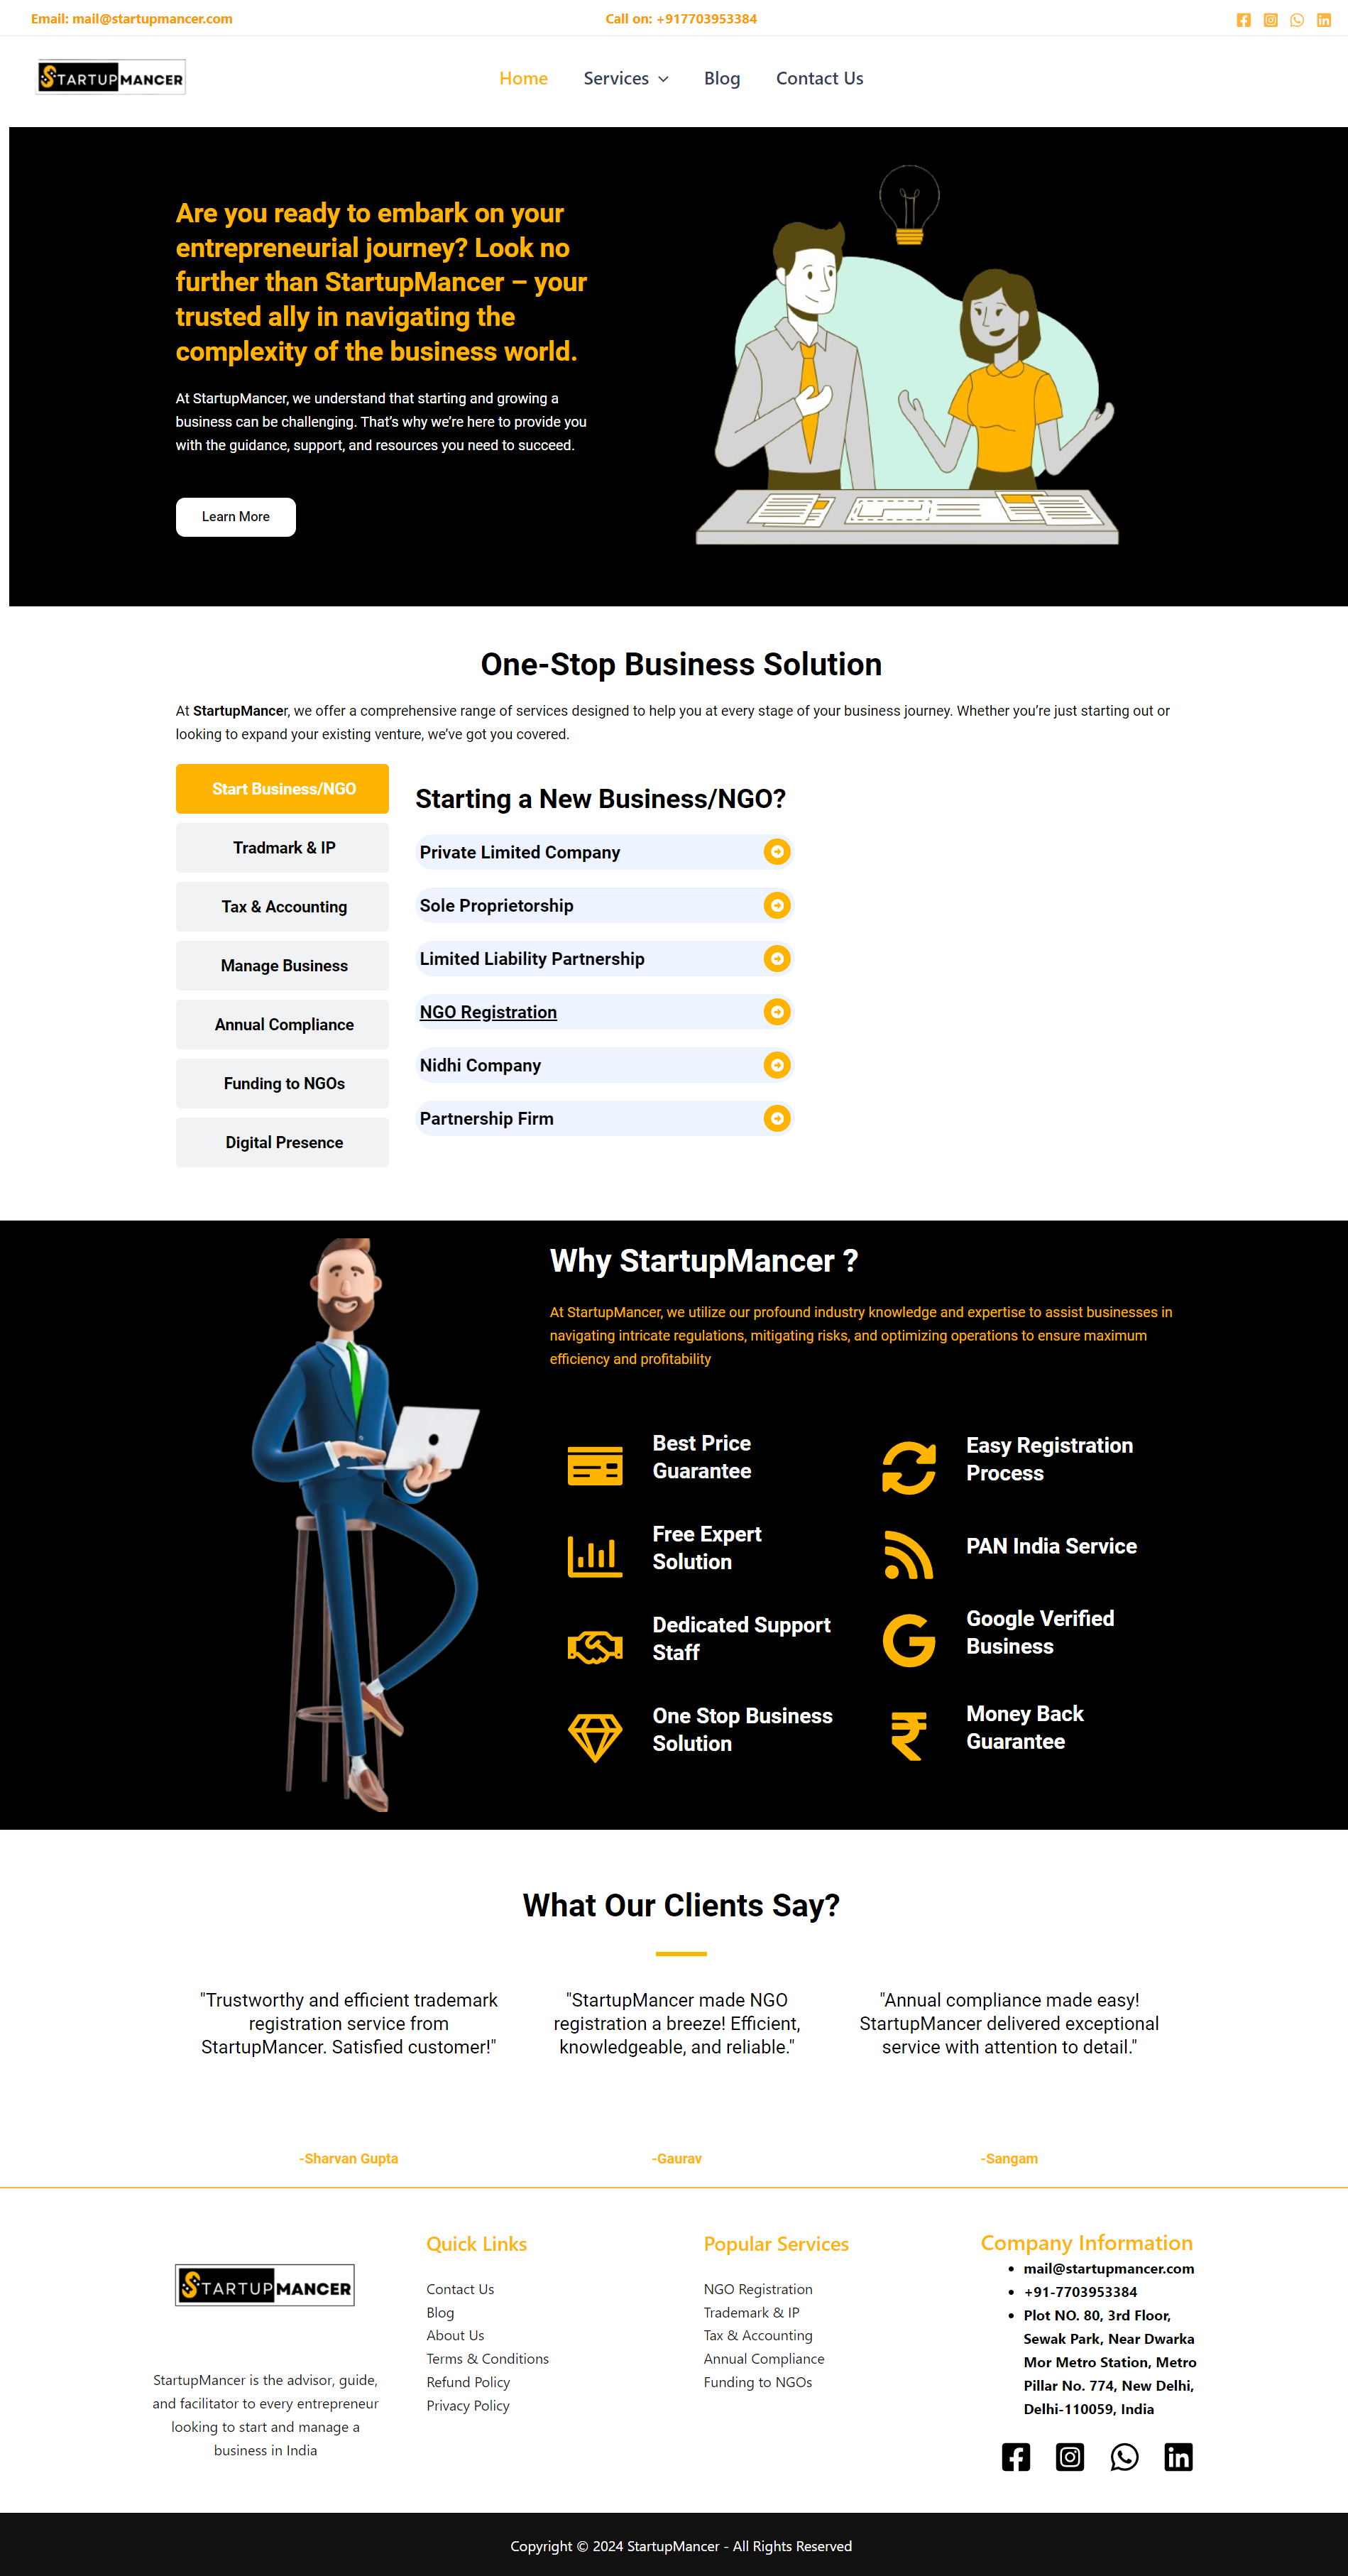 Email: mail@startupmancer.com
Call on: +917703953384
STARTUPMANCER
Home
Services
Blog
Contact Us
Are you ready to embark on your
entrepreneurial journey? Look no
further than StartupMancer – your
trusted ally in navigating the
complexity of the business world.
At StartupMancer, we understand that starting and growing a
business can be challenging. That’s why we’re here to provide you
with the guidance, support, and resources you need to succeed.
Learn More
One-Stop Business Solution
At StartupMancer, we offer a comprehensive range of services designed to help you at every stage of your business journey. Whether you’re just starting out or
looking to expand your existing venture, we’ve got you covered.
Start Business/NGO
Tradmark & IP
Tax & Accounting
Manage Business
Annual Compliance
Funding to NGOs
Digital Presence
Starting a New Business/NGO?
Private Limited Company
Sole Proprietorship
Limited Liability Partnership
NGO Registration
Nidhi Company
Partnership Firm
Why StartupMancer ?
At StartupMancer, we utilize our profound industry knowledge and expertise to assist businesses in
navigating intricate regulations, mitigating risks, and optimizing operations to ensure maximum
efficiency and profitability
Best Price
Guarantee
Easy Registration
Process
Free Expert
Solution
PAN India Service
Dedicated Support
Staff
Google Verified
Business
One Stop Business
Solution
Money Back
Guarantee
What Our Clients Say?
"Trustworthy and efficient trademark
registration service from
StartupMancer. Satisfied customer!"
-Sharvan Gupta
"StartupMancer made NGO
registration a breeze! Efficient,
knowledgeable, and reliable."
-Gaurav
"Annual compliance made easy!
StartupMancer delivered exceptional
service with attention to detail."
-Sangam
STARTUPMANCER
StartupMancer is the advisor, guide,
and facilitator to every entrepreneur
looking to start and manage a
business in India
Quick Links
Contact Us
Blog
About Us
Terms & Conditions
Refund Policy
Privacy Policy
Popular Services
NGO Registration
Trademark & IP
Tax & Accounting
Annual Compliance
Funding to NGOs
Company Information
mail@startupmancer.com
+91-7703953384
Plot NO. 80, 3rd Floor,
Sewak Park, Near Dwarka
Mor Metro Station, Metro
Pillar No. 774, New Delhi,
Delhi-110059, India
Copyright © 2024 StartupMancer - All Rights Reserved